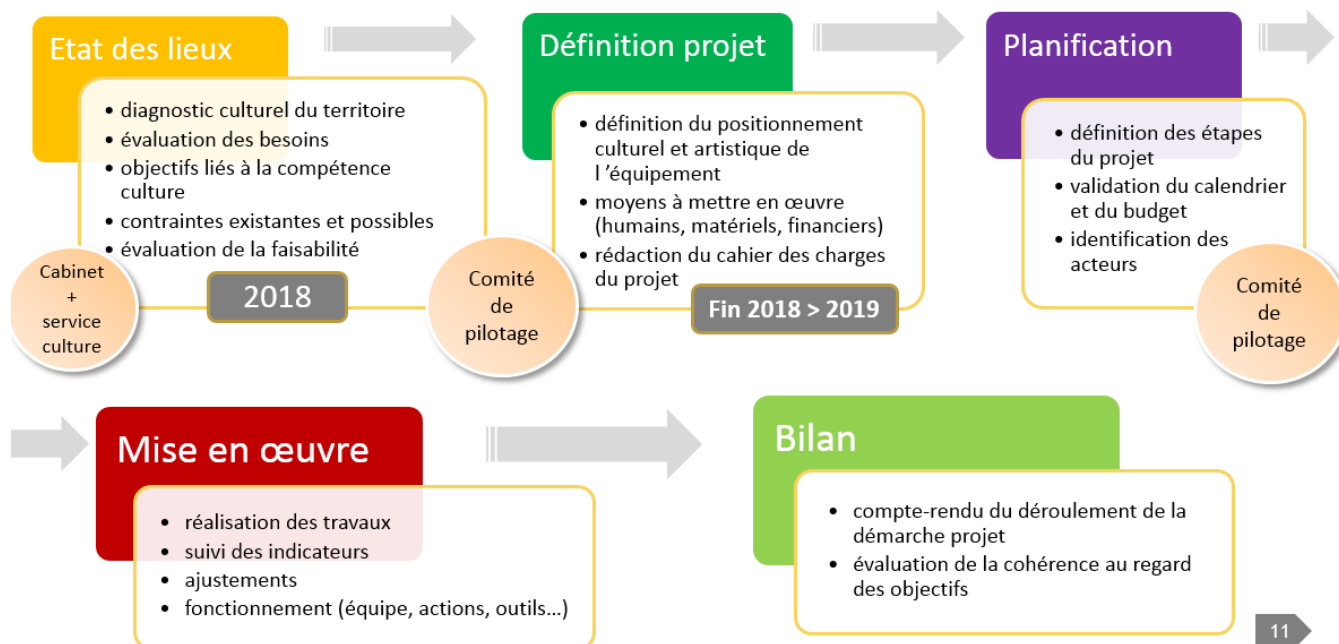 Etat des lieux
• diagnostic culturel du territoire
• évaluation des besoins
• objectifs liés à la compétence
culture
• contraintes existantes et possibles
• évaluation de la faisabilité
Cabinet
+
service
culture
2018
Comité
de
pilotage
Définition projet
• définition du positionnement
culturel et artistique de
l ’équipement
• moyens à mettre en œuvre
(humains, matériels, financiers)
• rédaction du cahier des charges
du projet
Fin 2018 > 2019
Planification
• définition des étapes
du projet
• validation du calendrier
et du budget
• identification des
acteurs
Comité
de
pilotage
Mise en œuvre
• réalisation des travaux
• suivi des indicateurs
• ajustements
• fonctionnement (équipe, actions, outils…)
Bilan
• compte-rendu du déroulement de la
démarche projet
• évaluation de la cohérence au regard
des objectifs
11